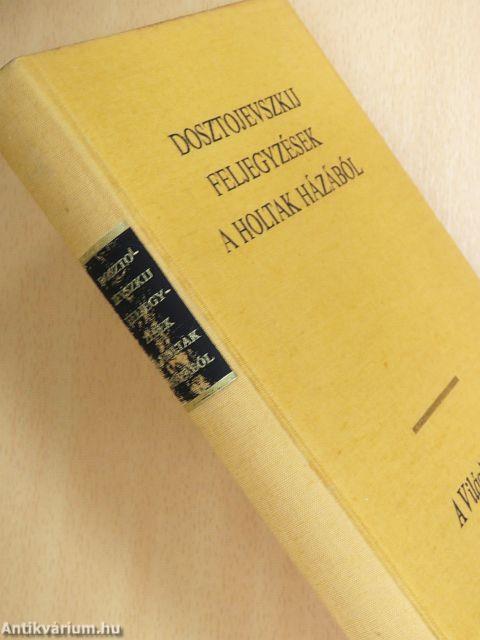 DOSZTOJEVSZKIJ
FELJEGYZÉSEK
A HOLTAK HÁZÁBÓL
DOSZTO-
JEVSZKIJ
FELJEGY-
ZÉSEK
A HOLTAK
HÁZÁBÓL
A
Antikvárium.hu